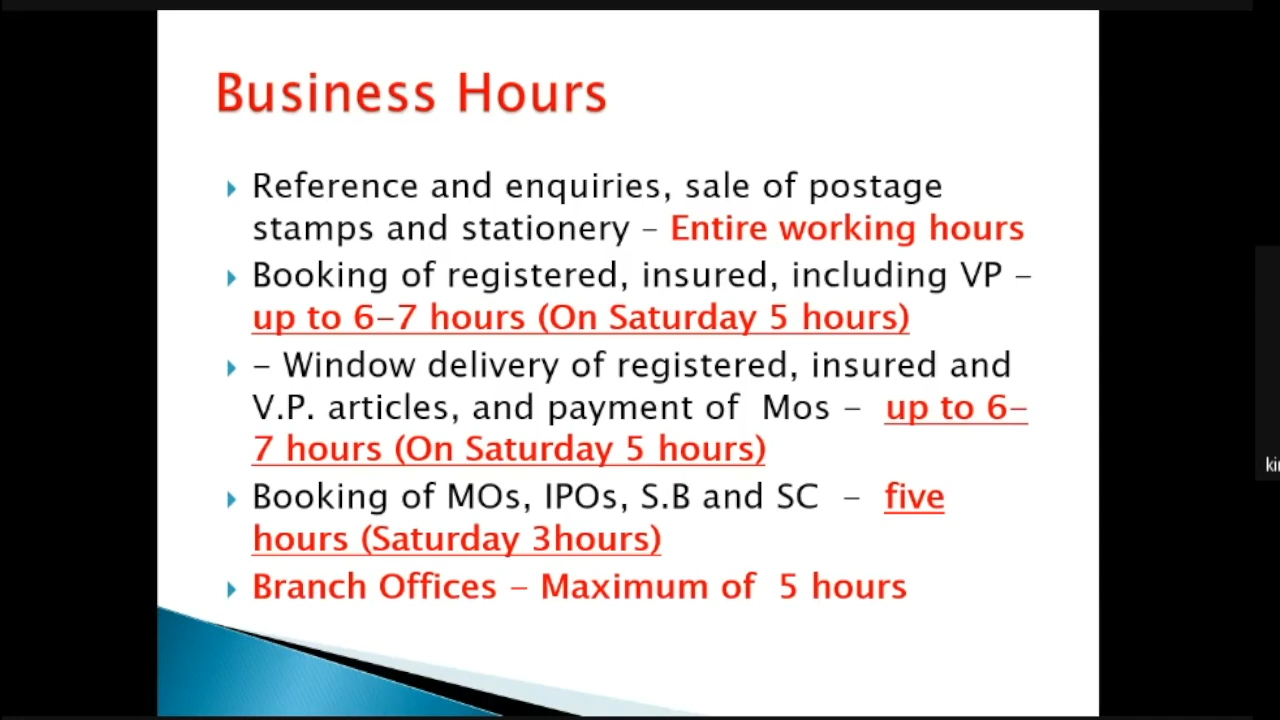 Business Hours
Reference and enquiries, sale of postage
stamps and stationery – Entire working hours
Booking of registered, insured, including VP –
up to 6-7 hours (On Saturday 5 hours)
– Window delivery of registered, insured and
V.P. articles, and payment of Mos – up to 6-
7 hours (On Saturday 5 hours)
Booking of MOs, IPOs, S.B and SC – five
hours (Saturday 3hours)
Branch Offices – Maximum of 5 hours